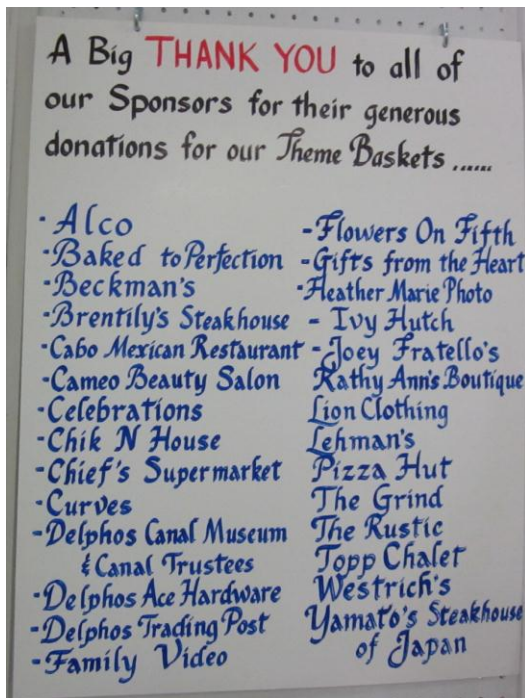 A Big THANK YOU to all of
our Sponsors for their generous
donations for our Theme Baskets ......
- Alco
- Baked to Perfection
- Beckman's
- Brentily's Steakhouse
- Cabo Mexican Restaurant
- Cameo Beauty Salon
- Celebrations
- Chik N House
- Chief's Supermarket
- Curves
- Delphos Canal Museum
& Canal Trustees
- Delphos Ace Hardware
- Delphos Trading Post
- Family Video
- Flowers On Fifth
- Gifts from the Heart
- Heather Marie Photo
- Ivy Hutch
- Joey Fratello's
Kathy Ann's Boutique
Lion Clothing
Lehman's
Pizza Hut
The Grind
The Rustic
Topp Chalet
Westrich's
Yamato's Steakhouse
of Japan